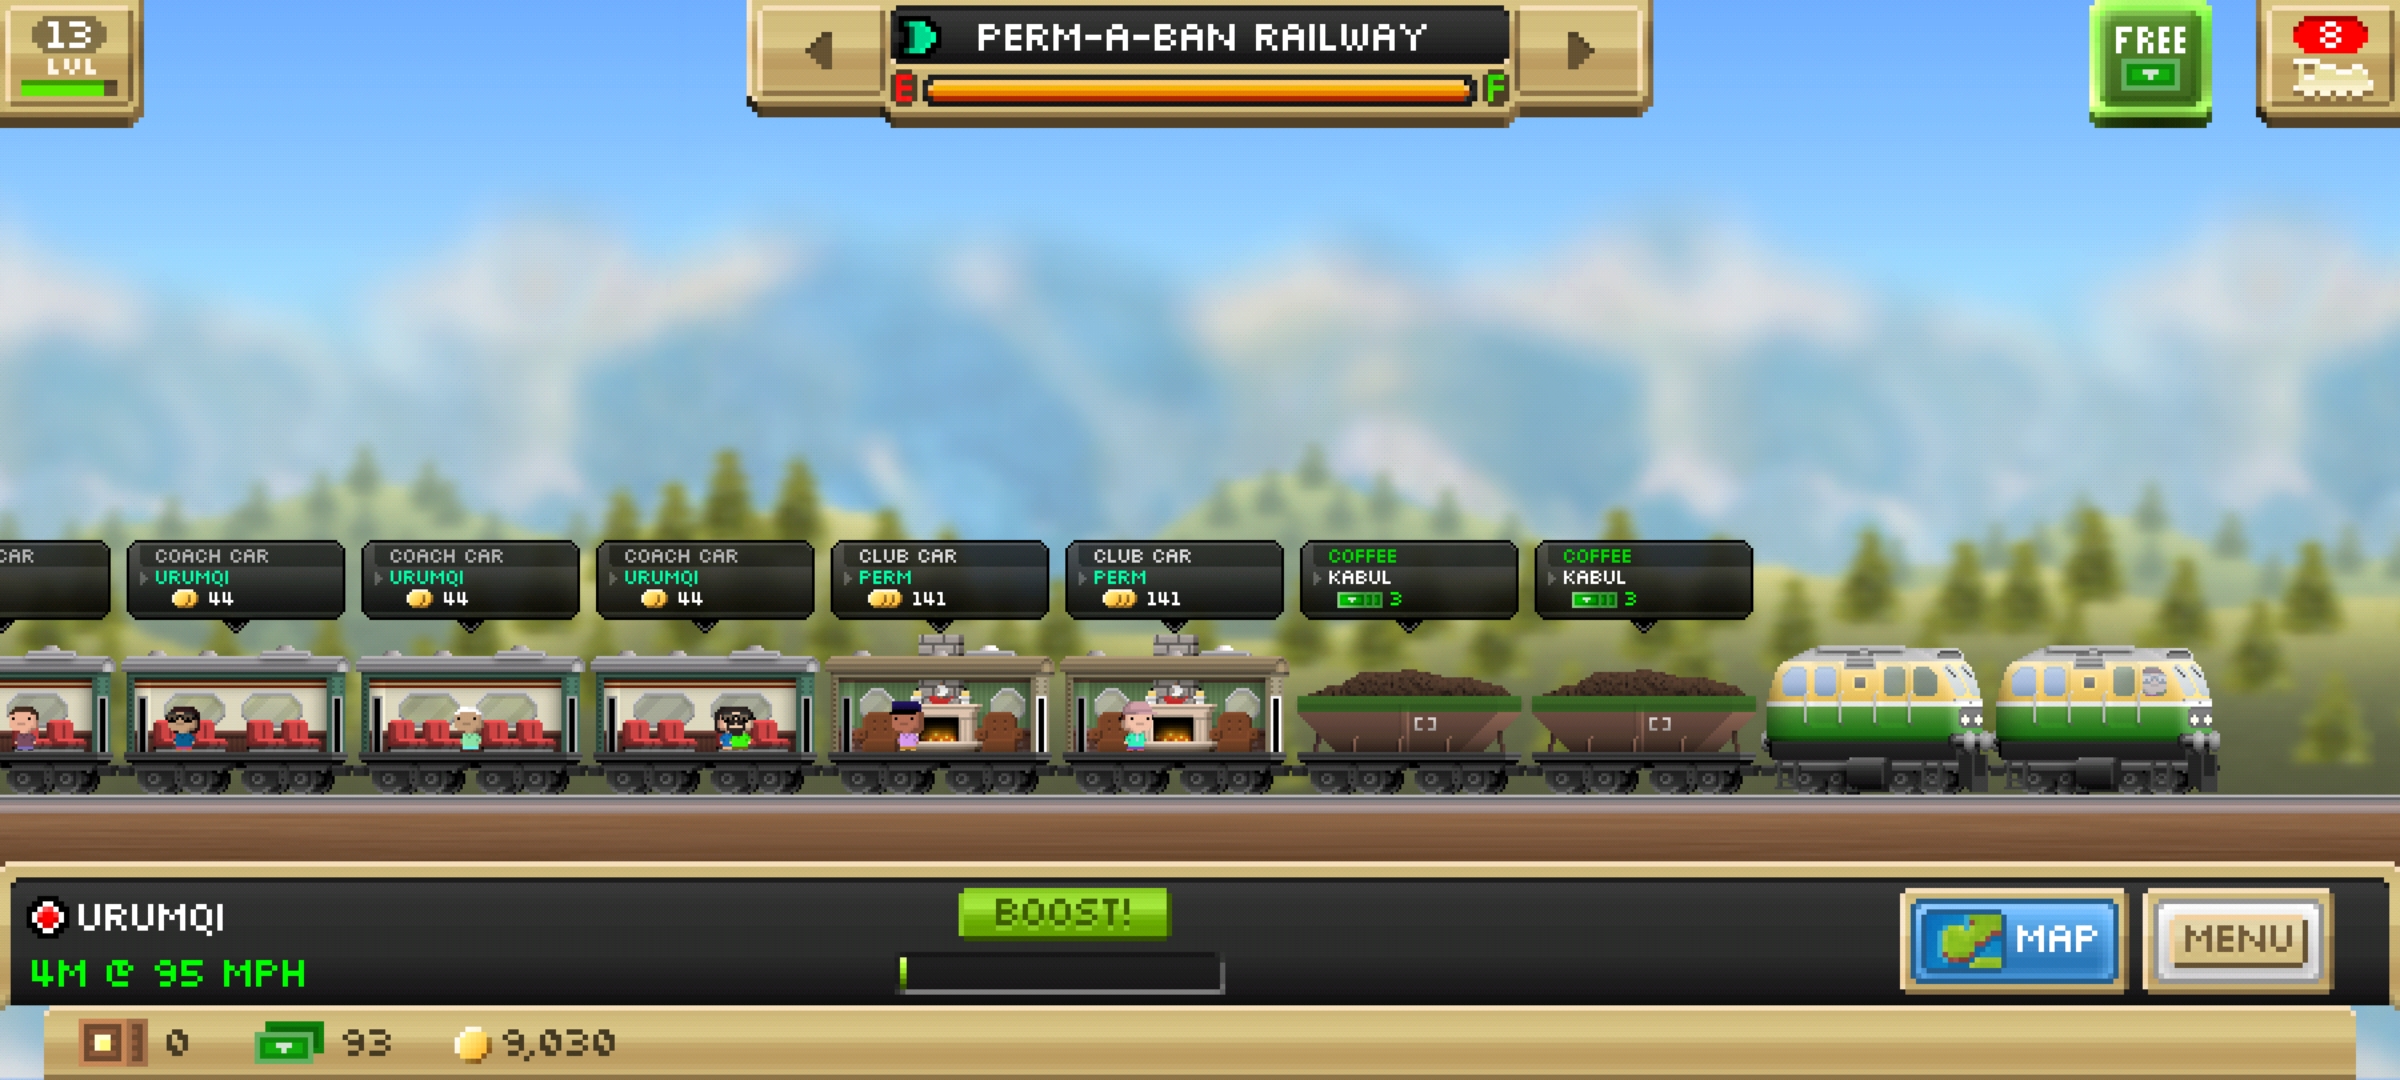 13
LVL
PERM-A-BAN RAILWAY
E
F
FREE
8
CAR
COACH CAR
URUMQI
44
COACH CAR
URUMQI
44
COACH CAR
URUMQI
44
CLUB CAR
PERM
141
CLUB CAR
PERM
141
COFFEE
KABUL
3
COFFEE
KABUL
3
URUMQI
4M @ 95 MPH
BOOST!
MAP
MENU
0
93
9,030